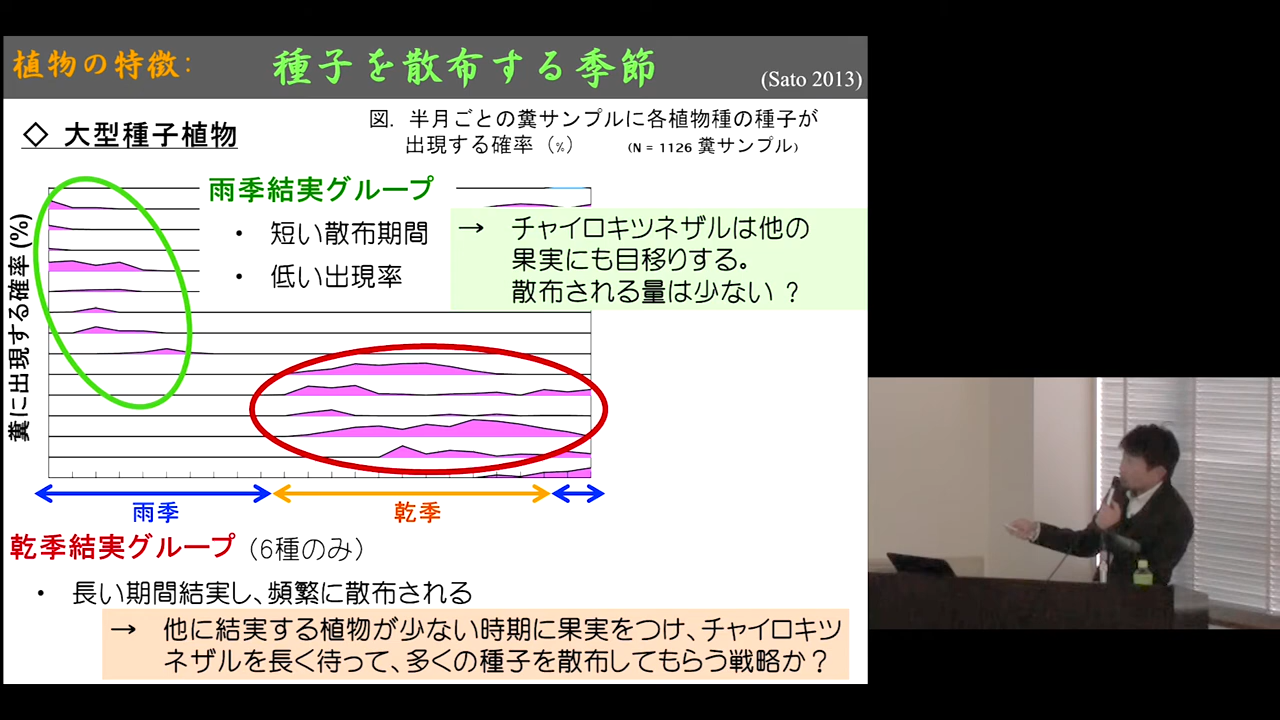 植物の特徴:
種子を散布する季節
(Sato 2013)
◇ 大型種子植物
図. 半月ごとの糞サンプルに各植物種の種子が
出現する確率 (%) (N = 1126 糞サンプル)
糞に出現する確率(%)
雨季結実グループ
・ 短い散布期間
・ 低い出現率
→ チャイロキツネザルは他の
果実にも目移りする。
散布される量は少ない ?
雨季
乾季
乾季結実グループ (6種のみ)
・ 長い期間結実し、頻繁に散布される
→ 他に結実する植物が少ない時期に果実をつけ、チャイロキツ
ネザルを長く待って、多くの種子を散布してもらう戦略か?